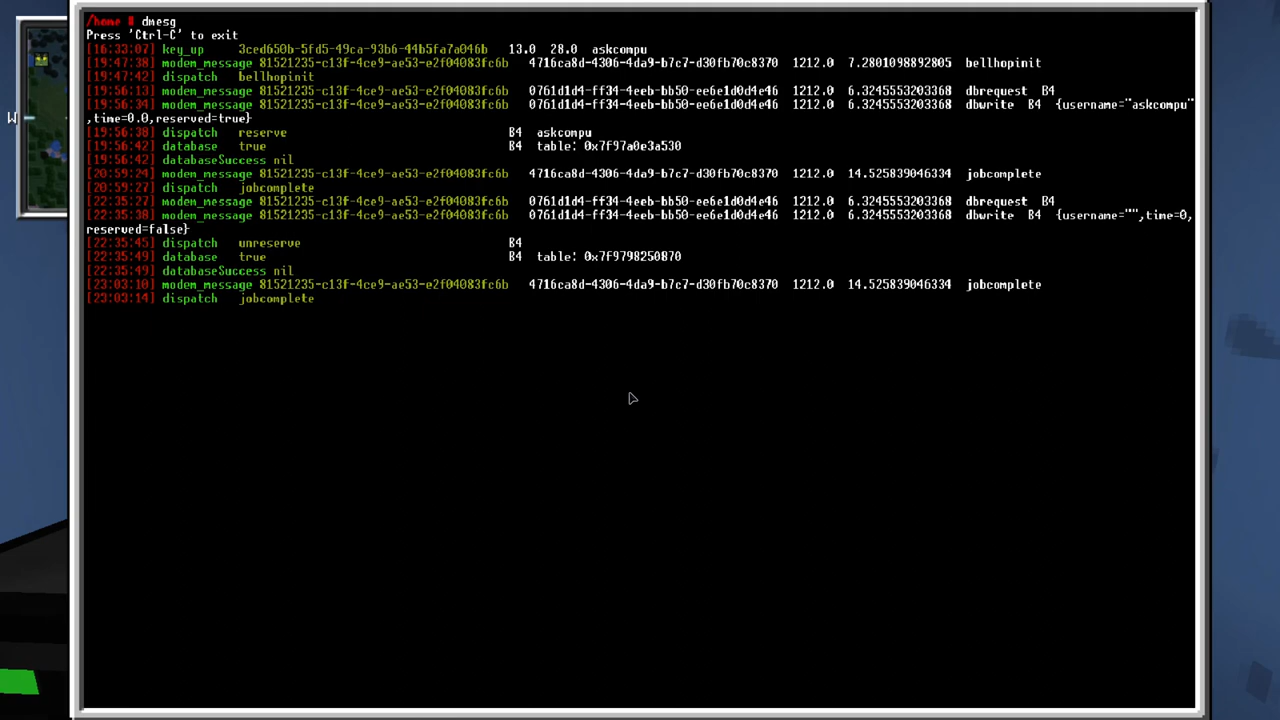 /home # dmesg
Press 'Ctrl-C' to exit
[16:33:07] key_up 3ced650b-5fd5-49ca-93b6-44b5fa7a046b 13.0 28.0 askcompu
[19:47:38] modem_message 81521235-c13f-4ce9-ae53-e2f04083fc6b 4716ca8d-4306-4da9-b7c7-d30fb70c8370 1212.0 7.2801098892805 bellhopinit
[19:47:42] dispatch bellhopinit
[19:56:13] modem_message 81521235-c13f-4ce9-ae53-e2f04083fc6b 0761d1d4-ff34-4eeb-bb50-ee6e1d0d4e46 1212.0 6.3245553203368 dbrequest B4
[19:56:34] modem_message 81521235-c13f-4ce9-ae53-e2f04083fc6b 0761d1d4-ff34-4eeb-bb50-ee6e1d0d4e46 1212.0 6.3245553203368 dbwrite B4 {username="askcompu"
,time=0.0,reserved=true}
[19:56:38] dispatch reserve B4 askcompu
[19:56:42] database true B4 table: 0x7f97a0e3a530
[19:56:42] databaseSuccess nil
[20:59:24] modem_message 81521235-c13f-4ce9-ae53-e2f04083fc6b 4716ca8d-4306-4da9-b7c7-d30fb70c8370 1212.0 14.525839046334 jobcomplete
[20:59:27] dispatch jobcomplete
[22:35:27] modem_message 81521235-c13f-4ce9-ae53-e2f04083fc6b 0761d1d4-ff34-4eeb-bb50-ee6e1d0d4e46 1212.0 6.3245553203368 dbrequest B4
[22:35:38] modem_message 81521235-c13f-4ce9-ae53-e2f04083fc6b 0761d1d4-ff34-4eeb-bb50-ee6e1d0d4e46 1212.0 6.3245553203368 dbwrite B4 {username="",time=0,
reserved=false}
[22:35:45] dispatch unreserve B4
[22:35:49] database true B4 table: 0x7f9798250870
[22:35:49] databaseSuccess nil
[23:03:10] modem_message 81521235-c13f-4ce9-ae53-e2f04083fc6b 4716ca8d-4306-4da9-b7c7-d30fb70c8370 1212.0 14.525839046334 jobcomplete
[23:03:14] dispatch jobcomplete
W